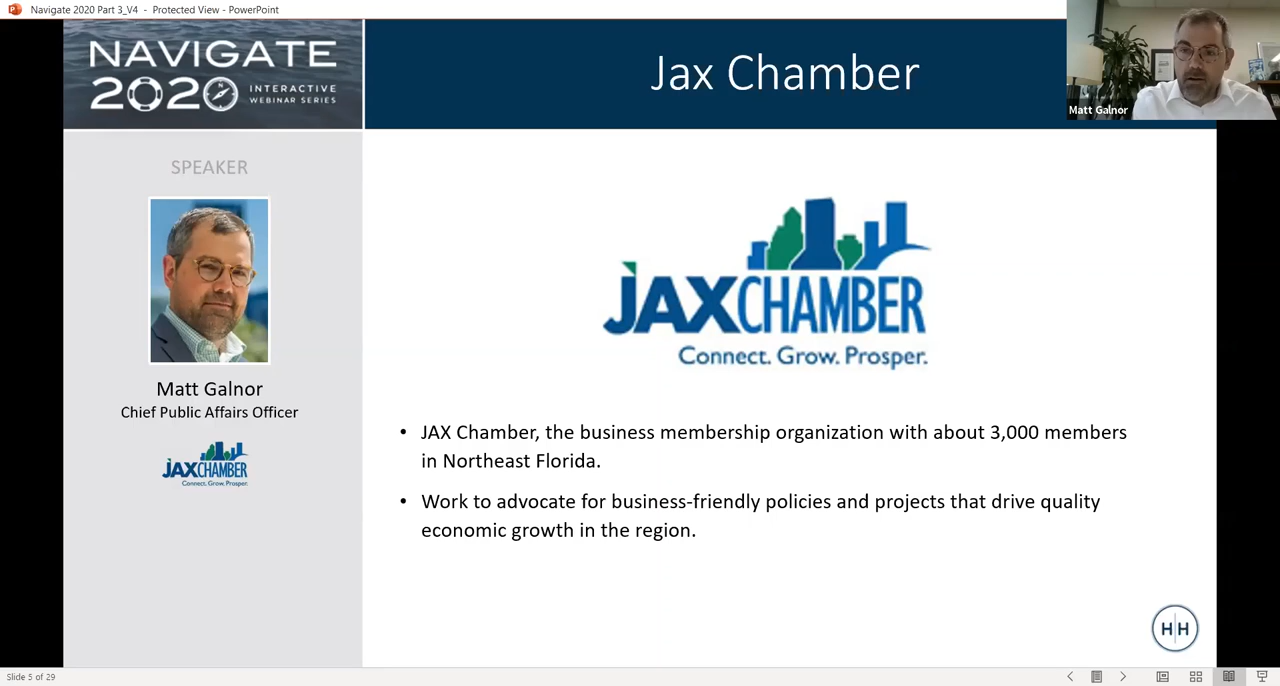 Navigate 2020 Part 3_V4 - Protected View - PowerPoint
NAVIGATE
2020 INTERACTIVE
WEBINAR SERIES
Jax Chamber
Matt Galnor
SPEAKER
Matt Galnor
Chief Public Affairs Officer
JAXCHAMBER
Connect. Grow. Prosper.
JAXCHAMBER
Connect. Grow. Prosper.
• JAX Chamber, the business membership organization with about 3,000 members
in Northeast Florida.
• Work to advocate for business-friendly policies and projects that drive quality
economic growth in the region.
H|H
Slide 5 of 29